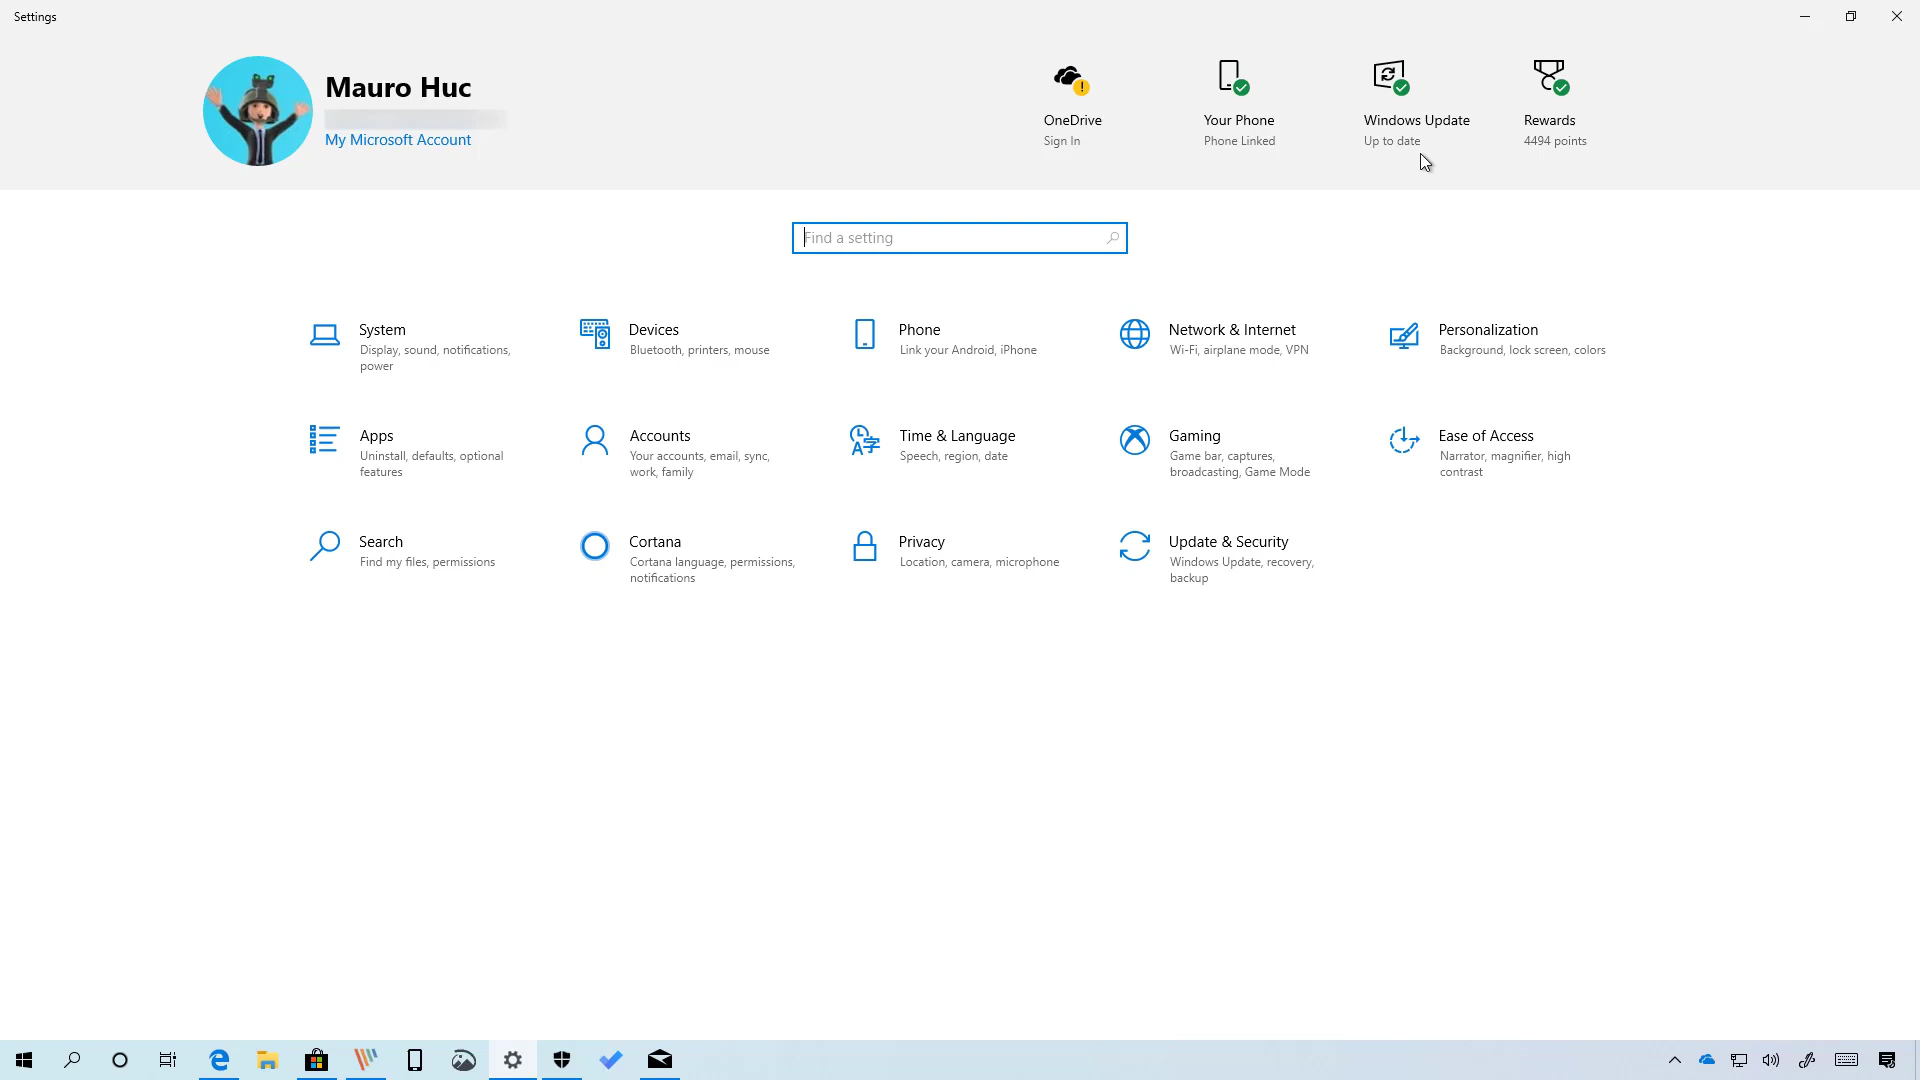 Settings
Mauro Huc
My Microsoft Account
OneDrive
Sign In
Your Phone
Phone Linked
Windows Update
Up to date
Rewards
4494 points
Find a setting
System
Display, sound, notifications,
power
Devices
Bluetooth, printers, mouse
Phone
Link your Android, iPhone
Network & Internet
Wi-Fi, airplane mode, VPN
Personalization
Background, lock screen, colors
Apps
Uninstall, defaults, optional
features
Accounts
Your accounts, email, sync,
work, family
Time & Language
Speech, region, date
Gaming
Game bar, captures,
broadcasting, Game Mode
Ease of Access
Narrator, magnifier, high
contrast
Search
Find my files, permissions
Cortana
Cortana language, permissions,
notifications
Privacy
Location, camera, microphone
Update & Security
Windows Update, recovery,
backup